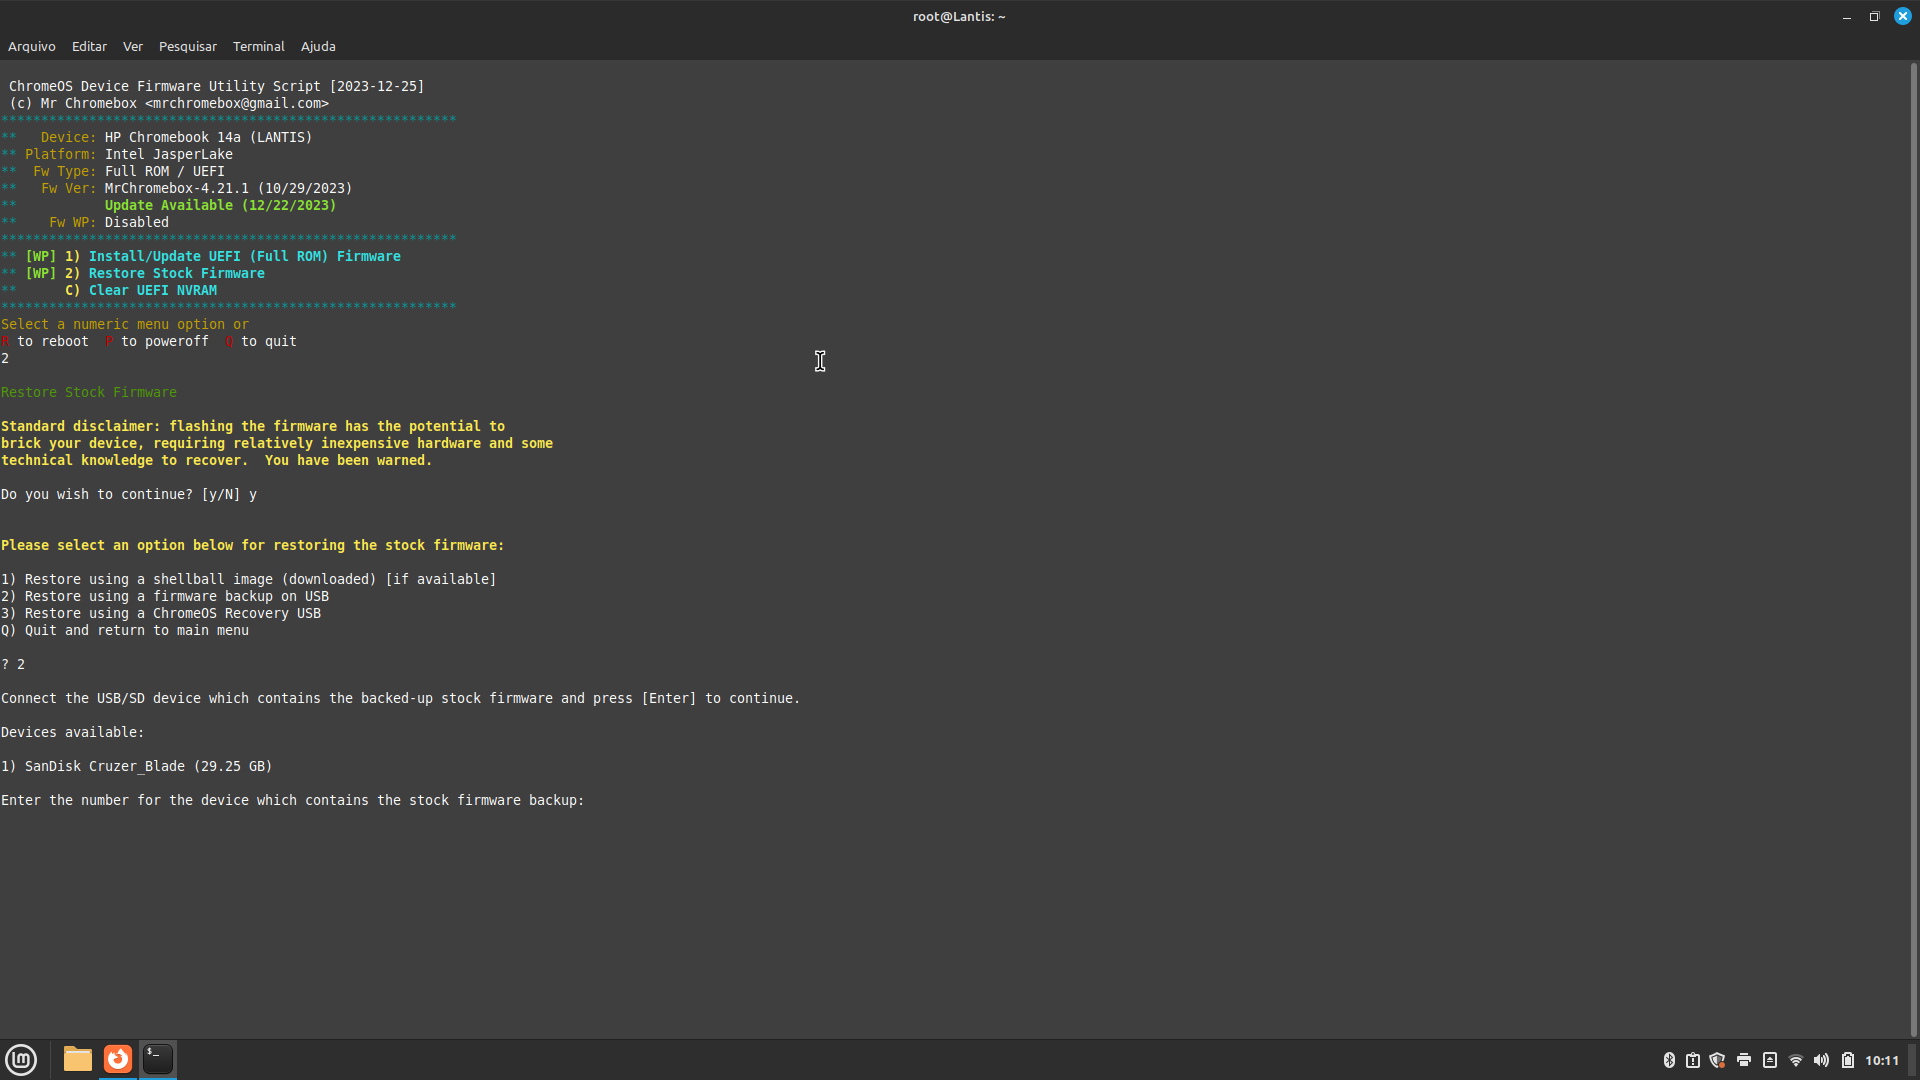 root@Lantis: ~
Arquivo Editar Ver Pesquisar Terminal Ajuda
ChromeOS Device Firmware Utility Script [2023-12-25]
(c) Mr Chromebox <mrchromebox@gmail.com>
*********************************************************
** Device: HP Chromebook 14a (LANTIS)
** Platform: Intel JasperLake
** Fw Type: Full ROM / UEFI
** Fw Ver: MrChromebox-4.21.1 (10/29/2023)
** Update Available (12/22/2023)
** Fw WP: Disabled
*********************************************************
** [WP] 1) Install/Update UEFI (Full ROM) Firmware
** [WP] 2) Restore Stock Firmware
** C) Clear UEFI NVRAM
*********************************************************
Select a numeric menu option or
R to reboot P to poweroff Q to quit
2
Restore Stock Firmware
Standard disclaimer: flashing the firmware has the potential to
brick your device, requiring relatively inexpensive hardware and some
technical knowledge to recover. You have been warned.
Do you wish to continue? [y/N] y
Please select an option below for restoring the stock firmware:
1) Restore using a shellball image (downloaded) [if available]
2) Restore using a firmware backup on USB
3) Restore using a ChromeOS Recovery USB
Q) Quit and return to main menu
? 2
Connect the USB/SD device which contains the backed-up stock firmware and press [Enter] to continue.
Devices available:
1) SanDisk Cruzer_Blade (29.25 GB)
Enter the number for the device which contains the stock firmware backup:
10:11